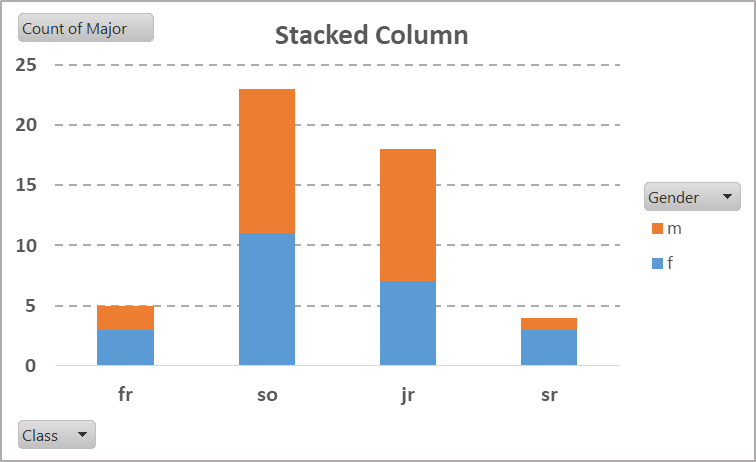 Count of Major
Stacked Column
25
20
15
10
5
0
fr so jr sr
Gender
m
f
Class